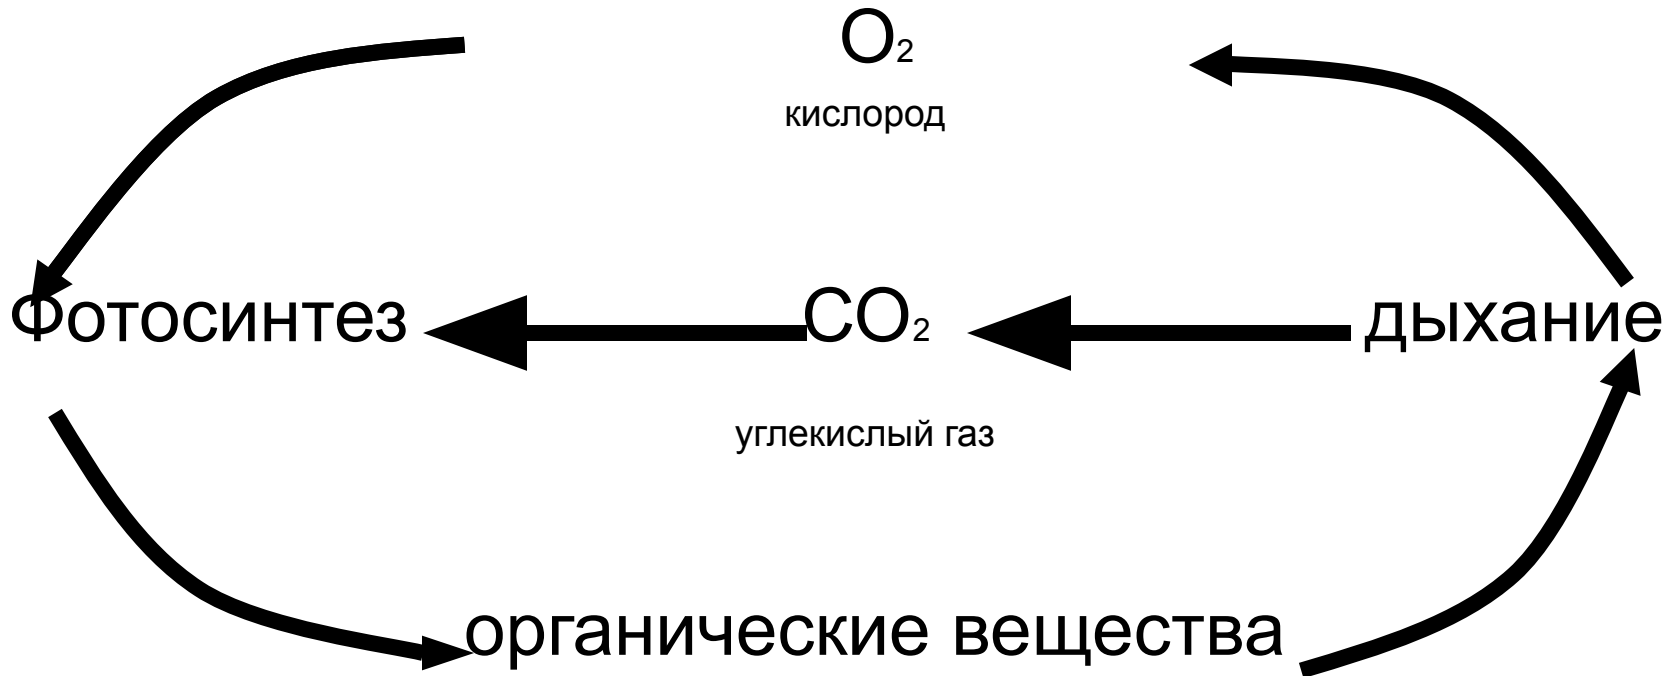 O₂
кислород
Фотосинтез CO₂ дыхание
углекислый газ
органические вещества